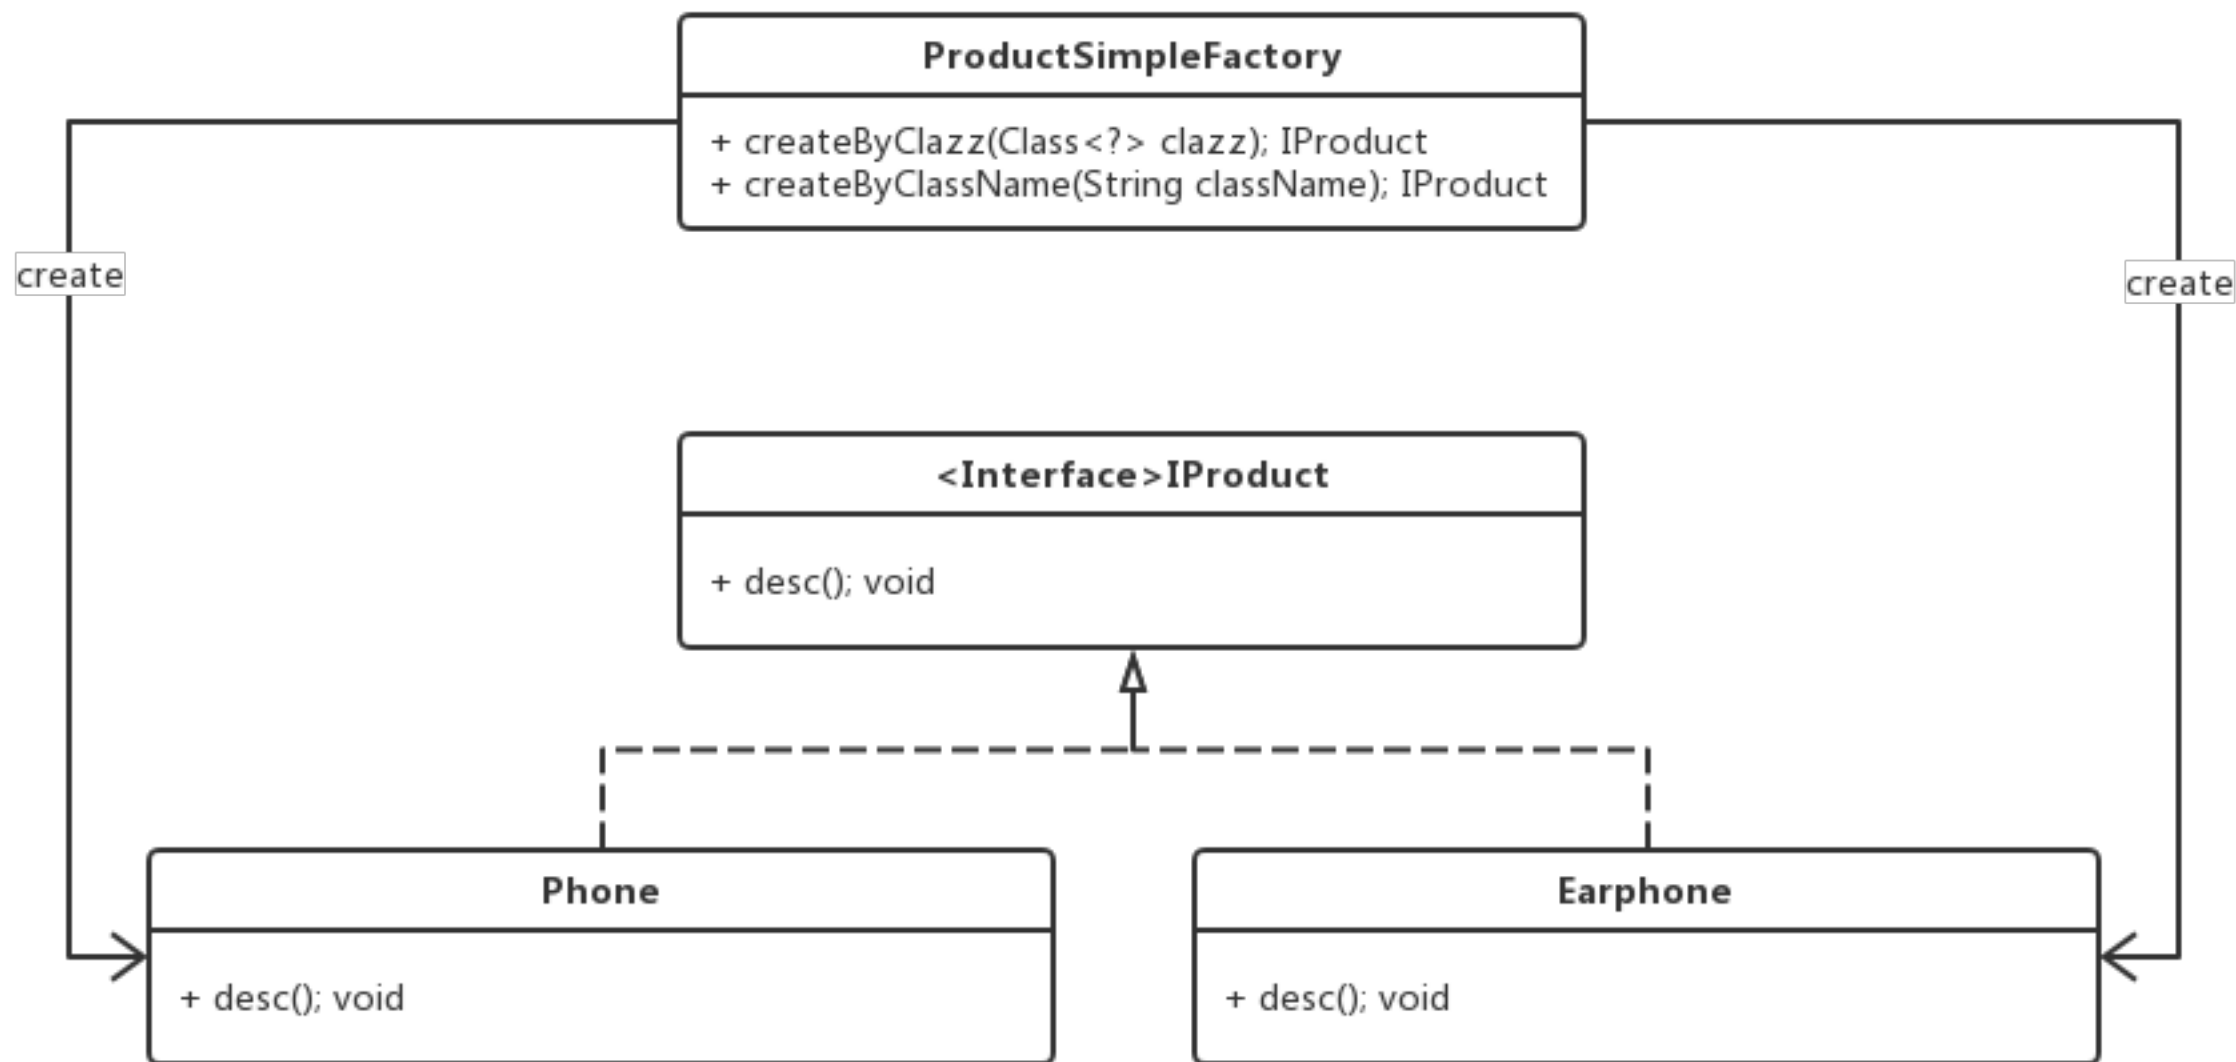 ProductSimpleFactory
+ createByClazz(Class<?> clazz); IProduct
+ createByClassName(String className); IProduct
create
create
<Interface>IProduct
+ desc(); void
Phone
+ desc(); void
Earphone
+ desc(); void